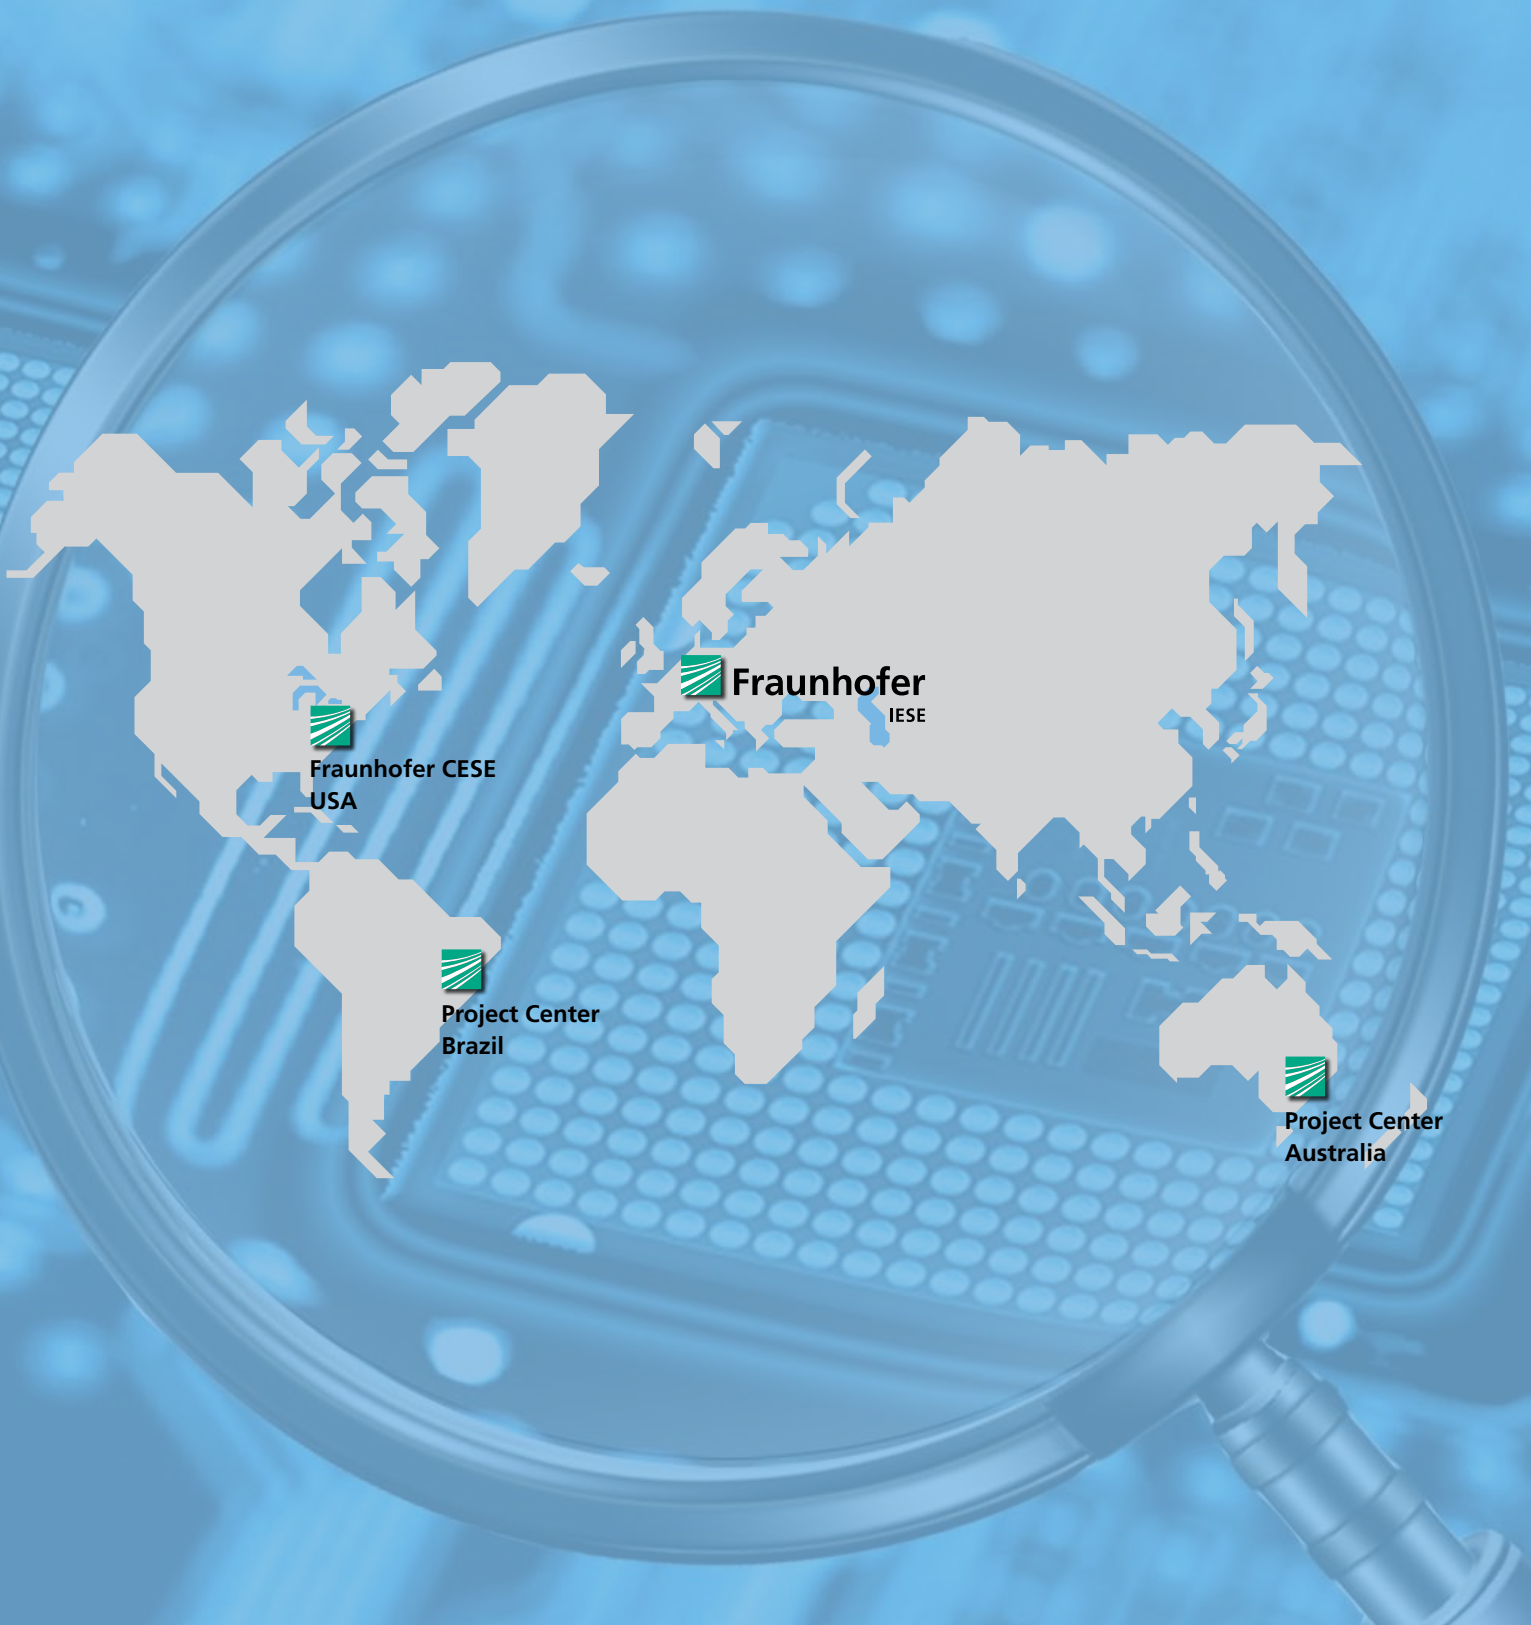 Fraunhofer
IESE
Fraunhofer CESE
USA
Project Center
Brazil
Project Center
Australia